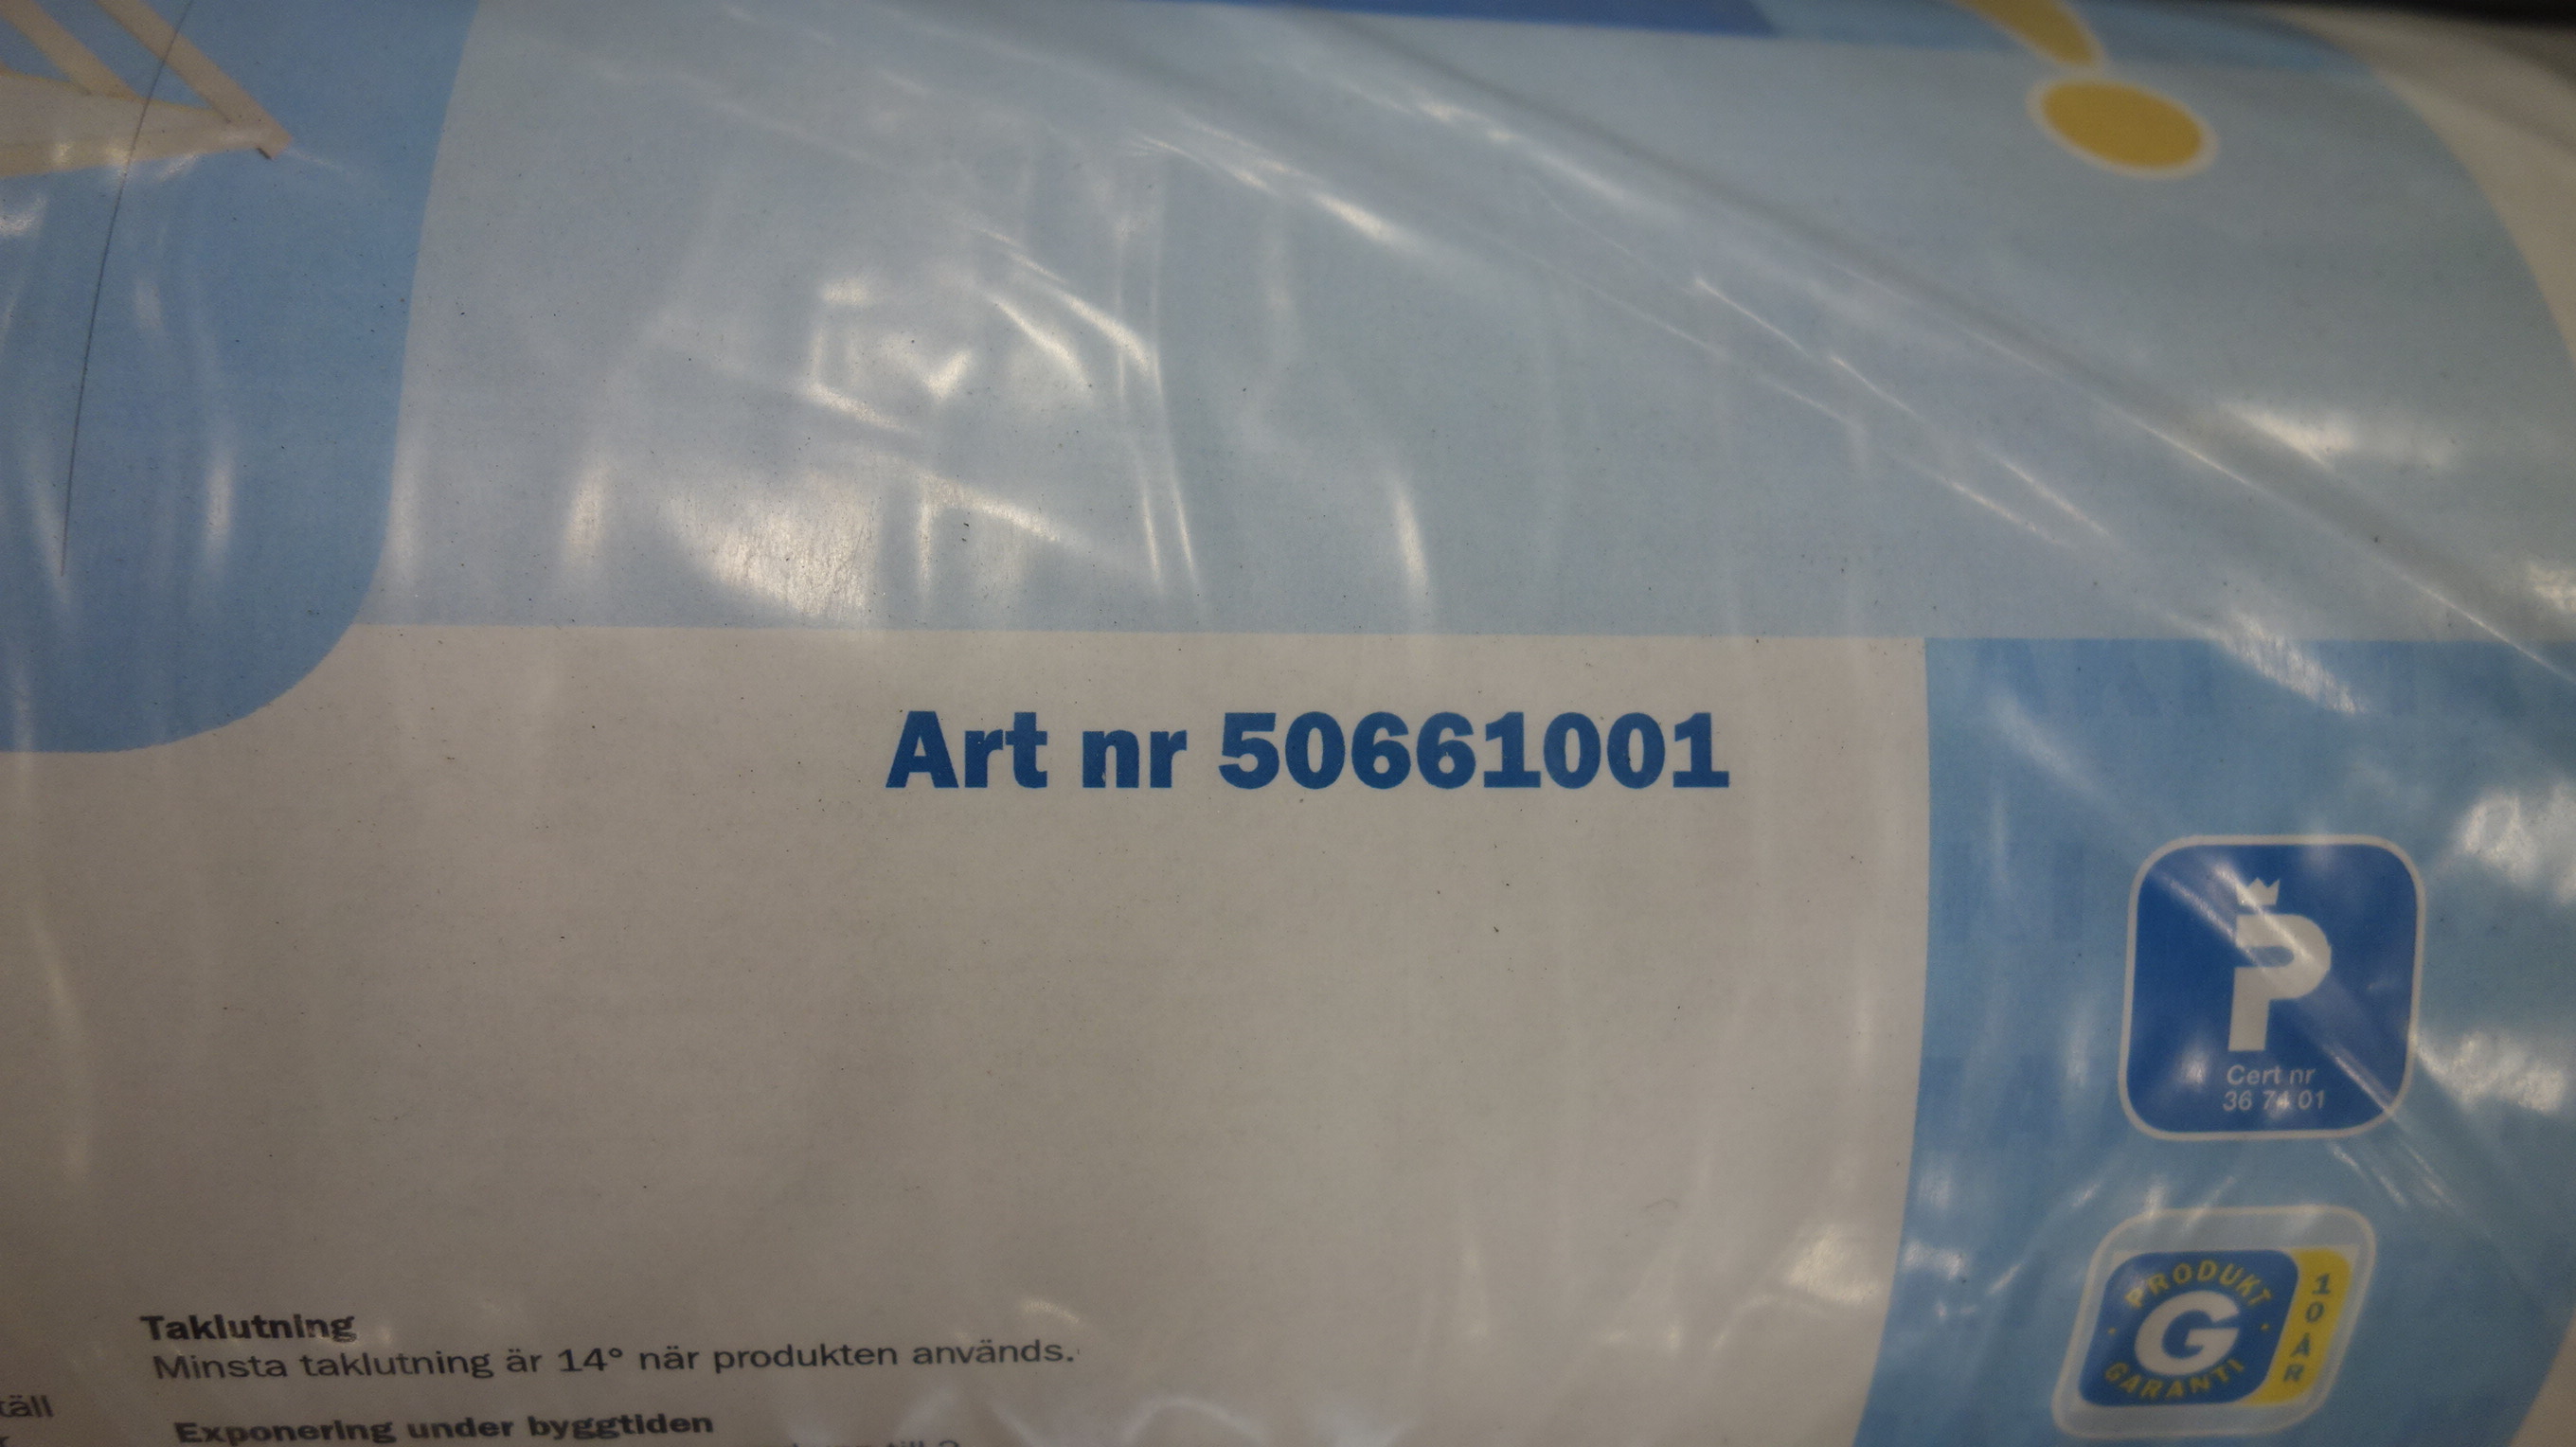 Art nr 50661001
P
Cert nr
36 74 01
PRODUKT
G
GARANTI
10 ÅR
Taklutning
Minsta taklutning är 14° när produkten används.
täll
Exponering under byggtiden